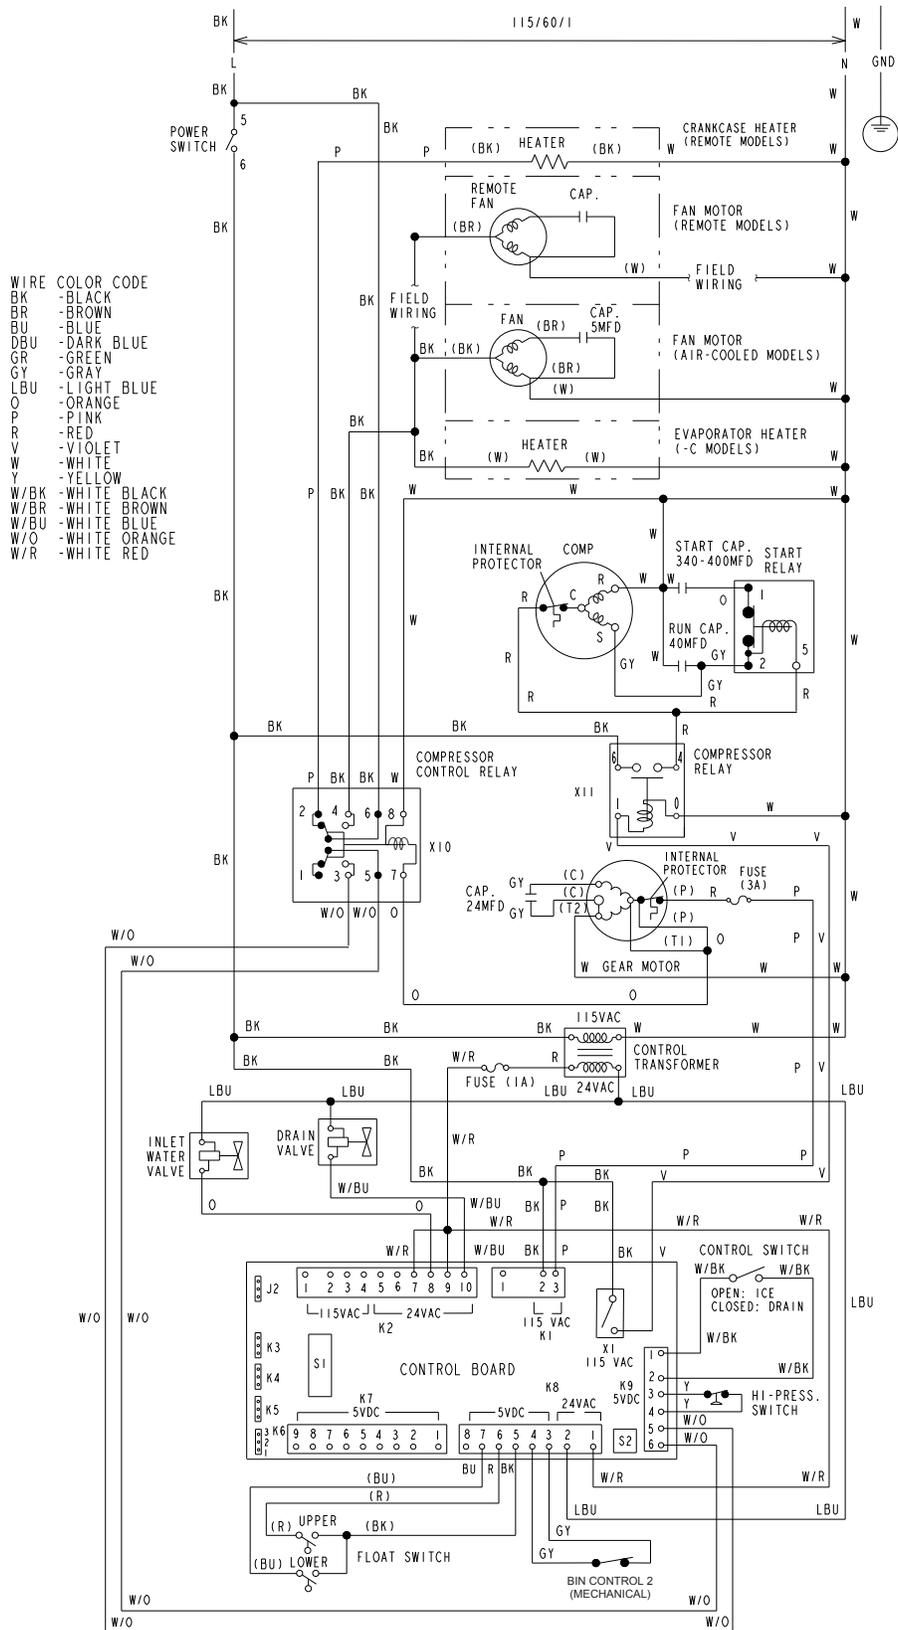 BK
115/60/1
W
L
N
GND
BK
BK
W
5
BK
POWER
SWITCH
6
CRANKCASE HEATER
(REMOTE MODELS)
P
P
(BK)
HEATER
(BK)
W
W
REMOTE
FAN
CAP.
FAN MOTOR
(REMOTE MODELS)
W
BK
(BR)
(W)
FIELD
WIRING
W
WIRE COLOR CODE
BK -BLACK
BR -BROWN
BU -BLUE
DBU -DARK BLUE
GR -GREEN
GY -GRAY
LBU -LIGHT BLUE
O -ORANGE
P -PINK
R -RED
V -VIOLET
W -WHITE
Y -YELLOW
W/BK -WHITE BLACK
W/BR -WHITE BROWN
W/BU -WHITE BLUE
W/O -WHITE ORANGE
W/R -WHITE RED
BK
FIELD
WIRING
FAN
(BR)
CAP.
5MFD
BK
(BK)
(BR)
(W)
FAN MOTOR
(AIR-COOLED MODELS)
W
BK
HEATER
EVAPORATOR HEATER
(-C MODELS)
BK
(W)
(W)
W
P
BK
BK
W
W
W
W
INTERNAL
PROTECTOR
COMP
START CAP.
340-400MFD
START
RELAY
R
W
W
C
R
O
1
BK
W
S
RUN CAP.
40MFD
R
GY
W
GY
2
5
W
GY
R
R
R
BK
BK
BK
R
COMPRESSOR
CONTROL RELAY
COMPRESSOR
RELAY
6
4
P
BK
BK
W
X11
2
4
6
8
1
0
W
X10
V
V
V
BK
INTERNAL
PROTECTOR
FUSE
(3A)
1
3
5
7
CAP.
24MFD
GY
(C)
(C)
GY
(T2)
(P)
R
P
W
W/O
W/O
O
(P)
W/O
(T1)
O
P
V
W/O
W
GEAR MOTOR
W
W
O
O
115VAC
BK
BK
BK
W
W
W
CONTROL
TRANSFORMER
BK
BK
W/R
R
FUSE (1A)
24VAC
P
V
LBU
LBU
LBU
LBU
LBU
INLET
WATER
VALVE
DRAIN
VALVE
W/R
P
P
BK
BK
BK
V
V
W/BU
O
O
W/BU
BK
P
BK
W/R
W/R
W/R
W/R
W/BU
BK
P
BK
V
CONTROL SWITCH
W/BK
W/BK
OPEN: ICE
CLOSED: DRAIN
LBU
J2
1 2 3 4 5 6 7 8 9 10
1 2 3
115VAC
24VAC
K2
115 VAC
K1
W/O
W/O
K3
S1
K4
CONTROL BOARD
X1
115 VAC
W/BK
1
W/BK
2
K5
K7
5VDC
K8
5VDC
24VAC
K9
5VDC
3
Y
HI-PRESS.
SWITCH
4
Y
K6
3
2
1
9 8 7 6 5 4 3 2 1
8 7 6 5 4 3 2 1
S2
5
W/O
6
W/O
BU
R
BK
(BU)
W/R
W/R
(R)
LBU
LBU
(R)
UPPER
(BK)
GY
(BU)
LOWER
FLOAT SWITCH
GY
BIN CONTROL 2
(MECHANICAL)
W/O
W/O
W/O
W/O